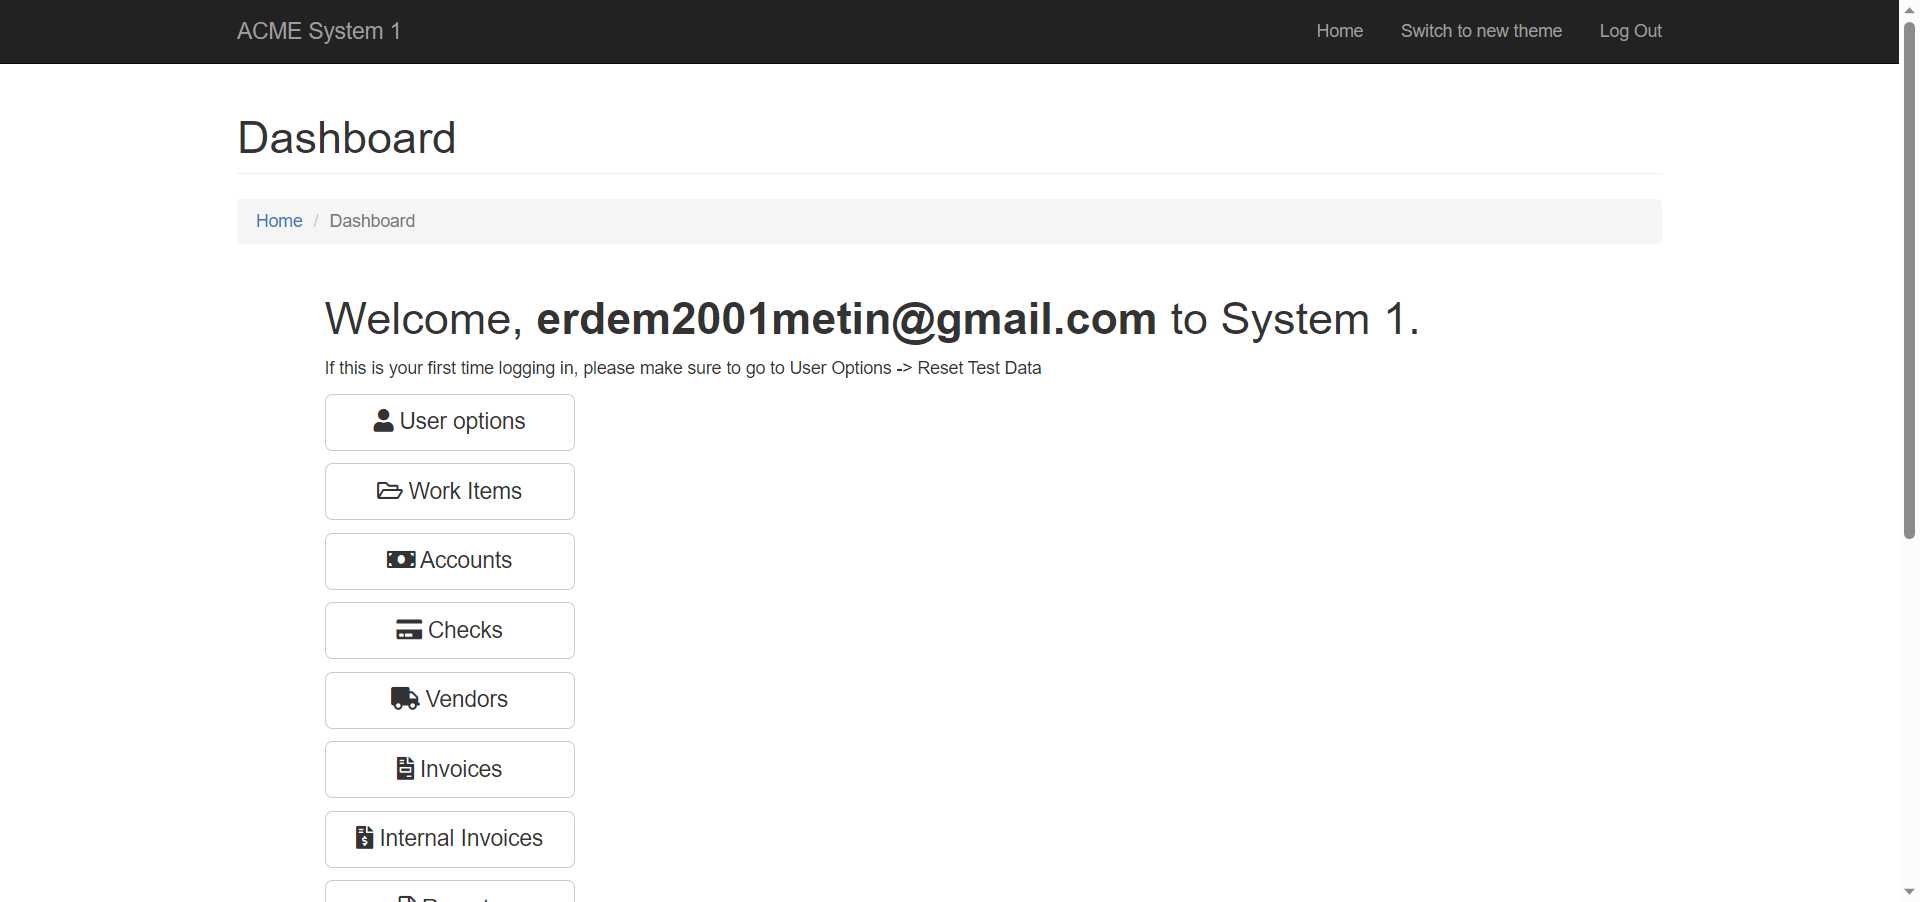 ACME System 1
Home
Switch to new theme
Log Out
Dashboard
Home / Dashboard
Welcome, erdem2001metin@gmail.com to System 1.
If this is your first time logging in, please make sure to go to User Options -> Reset Test Data
User options
Work Items
Accounts
Checks
Vendors
Invoices
Internal Invoices